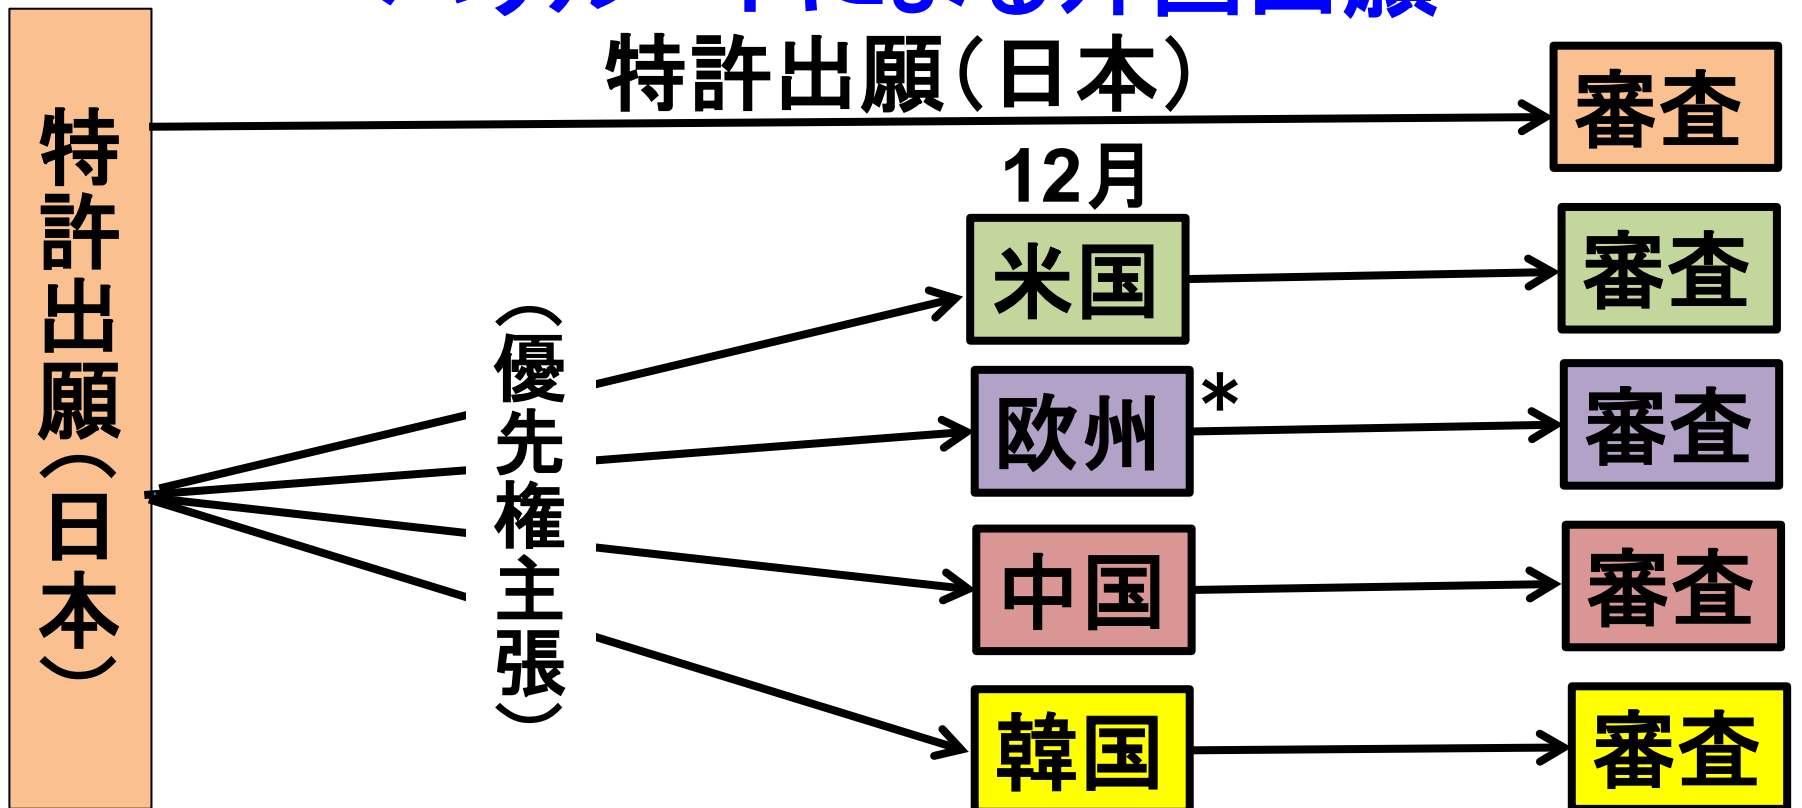 特許出願(日本)
特許出願(日本)
審査
12月
米国
審査
(優先権主張)
欧州*
審査
中国
審査
韓国
審査